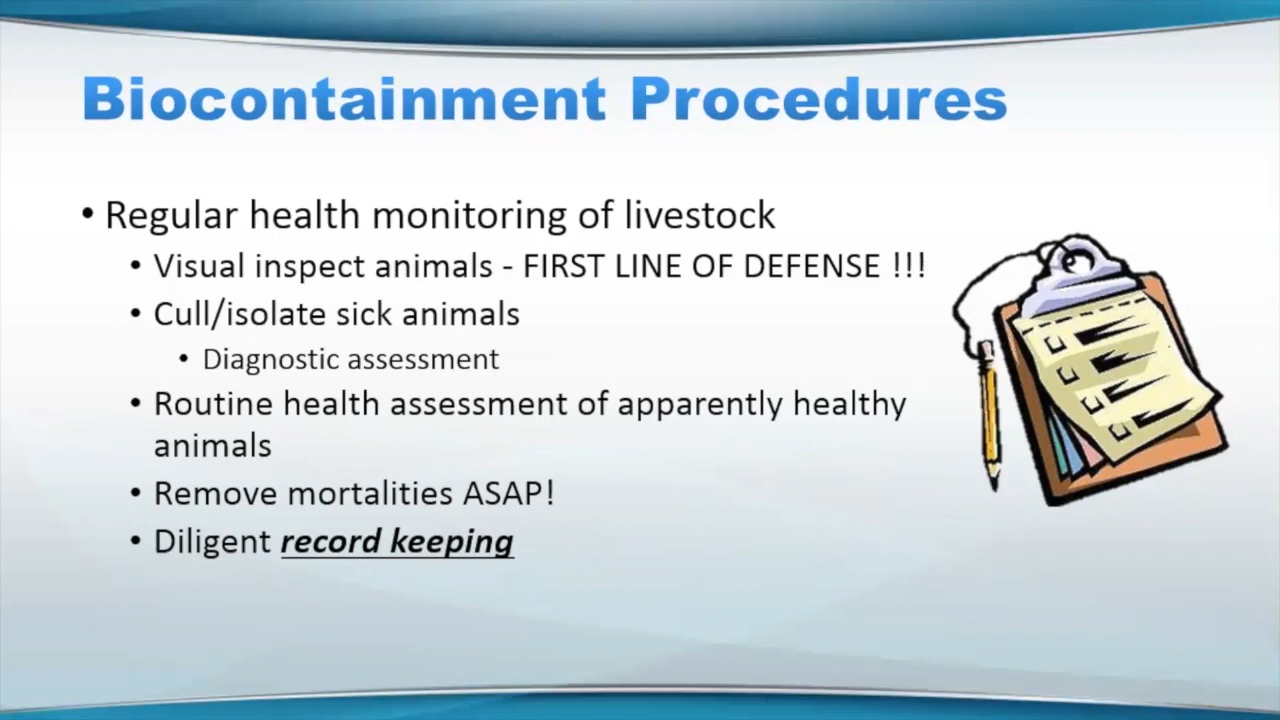 Biocontainment Procedures
• Regular health monitoring of livestock
• Visual inspect animals - FIRST LINE OF DEFENSE !!!
• Cull/isolate sick animals
• Diagnostic assessment
• Routine health assessment of apparently healthy
animals
• Remove mortalities ASAP!
• Diligent record keeping